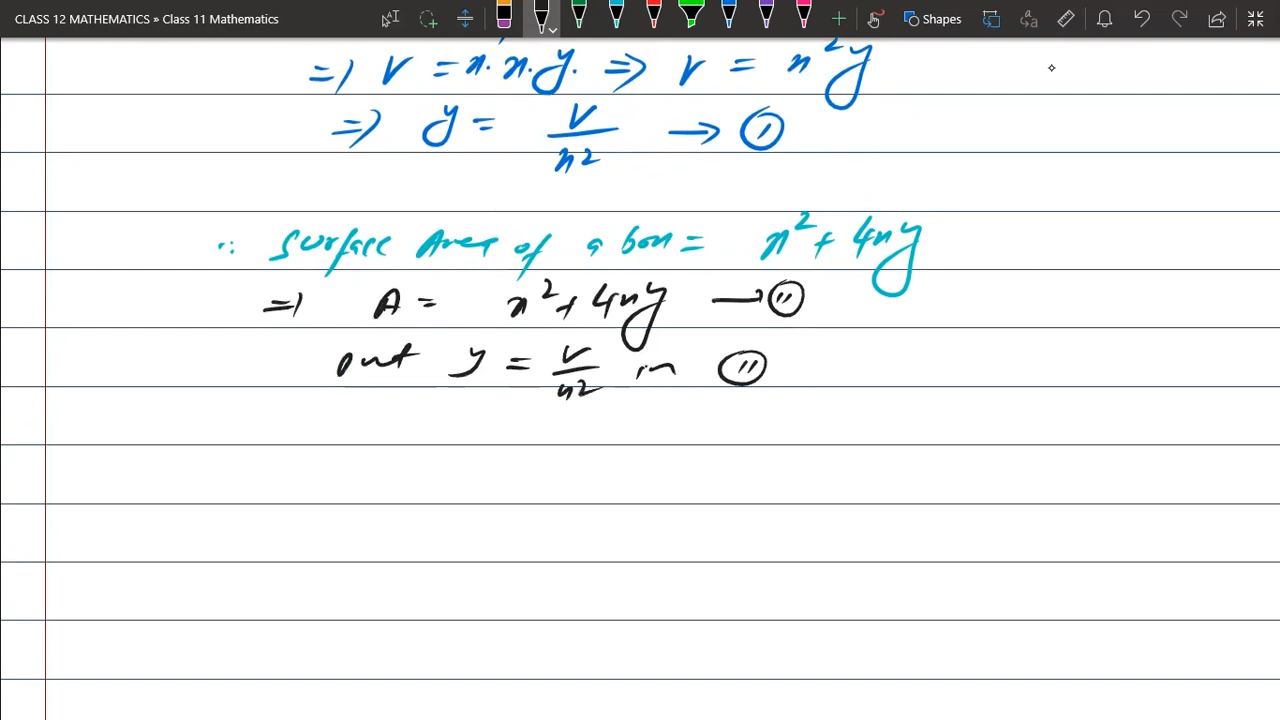 CLASS 12 MATHEMATICS » Class 11 Mathematics
Shapes
=) V = x. x. y. => V = x²y
=) y = V/x² → (1)
∴ Surface Area of a box = x² + 4xy
=) A = x² + 4xy → (11)
put y = V/x² in (11)